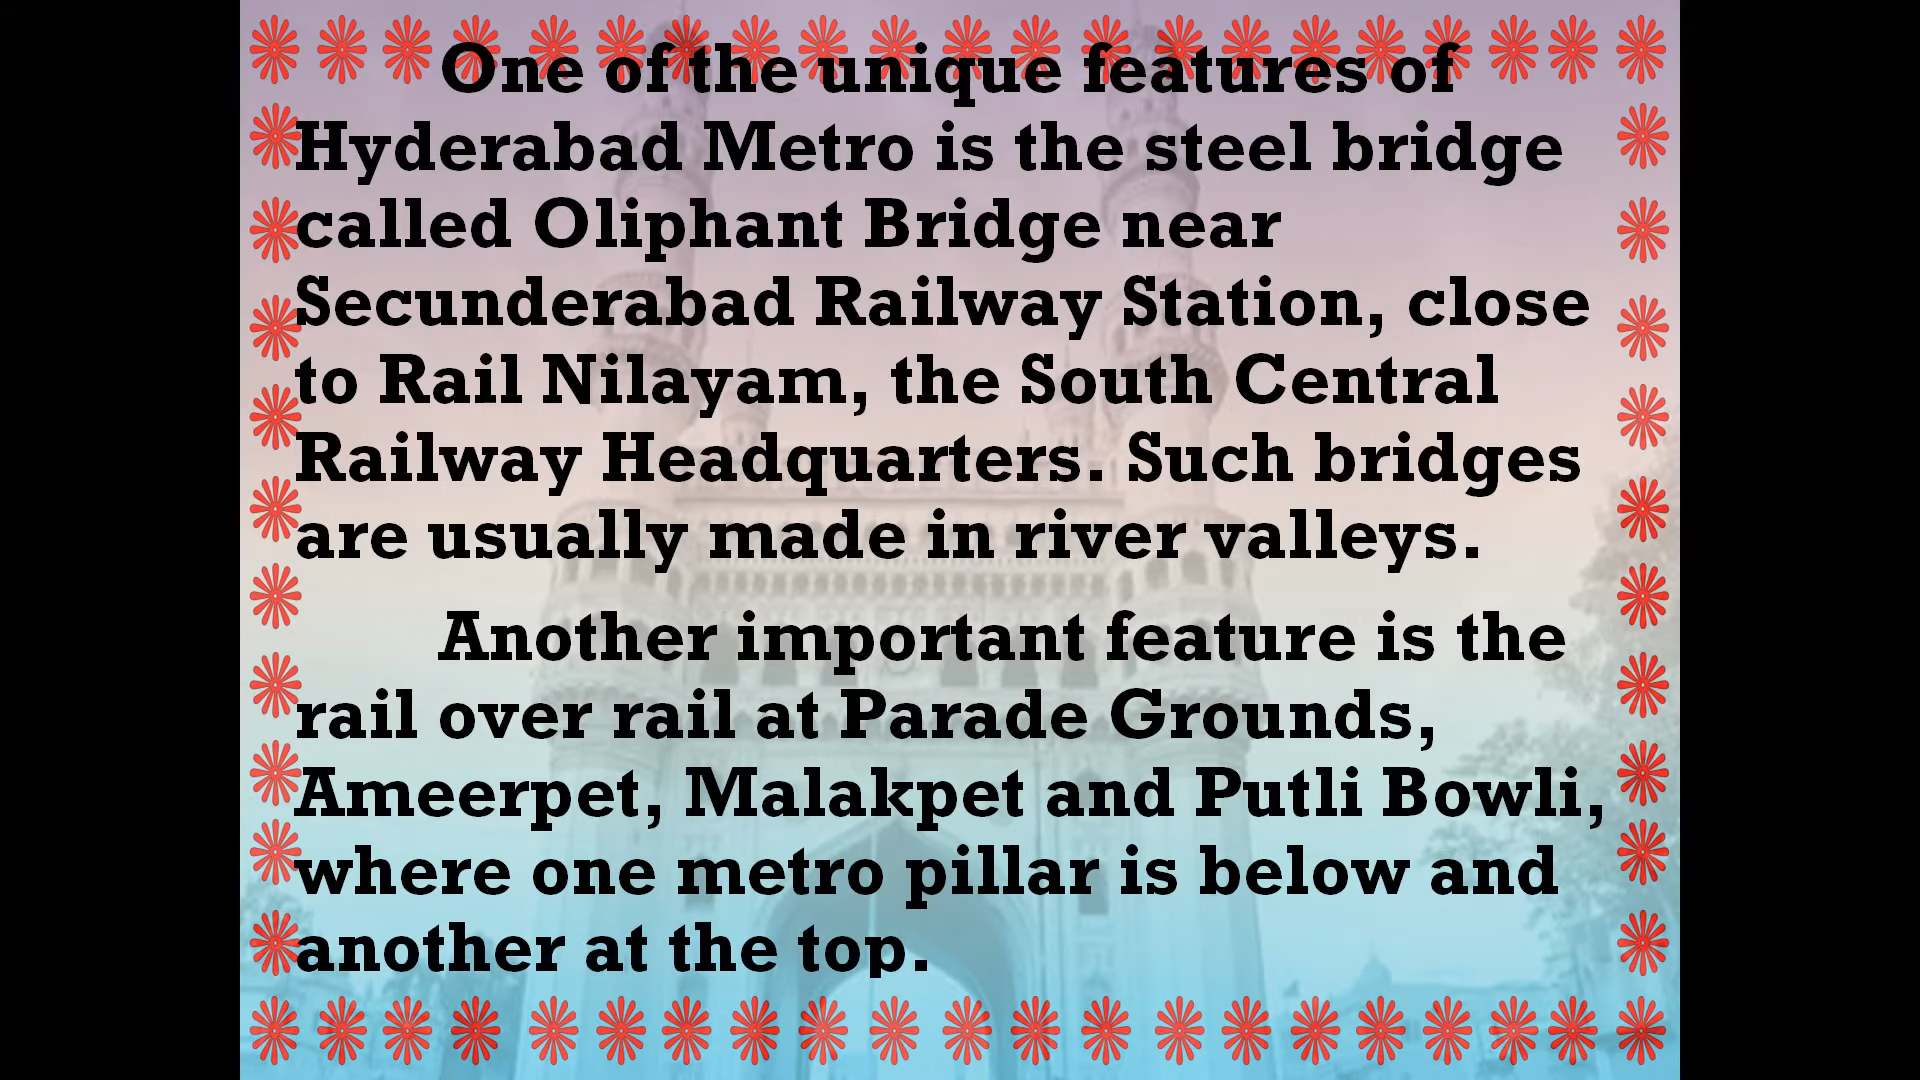 One of the unique features of
Hyderabad Metro is the steel bridge
called Oliphant Bridge near
Secunderabad Railway Station, close
to Rail Nilayam, the South Central
Railway Headquarters. Such bridges
are usually made in river valleys.
Another important feature is the
rail over rail at Parade Grounds,
Ameerpet, Malakpet and Putli Bowli,
where one metro pillar is below and
another at the top.